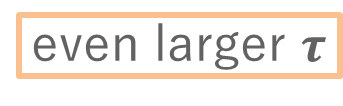 even larger τ